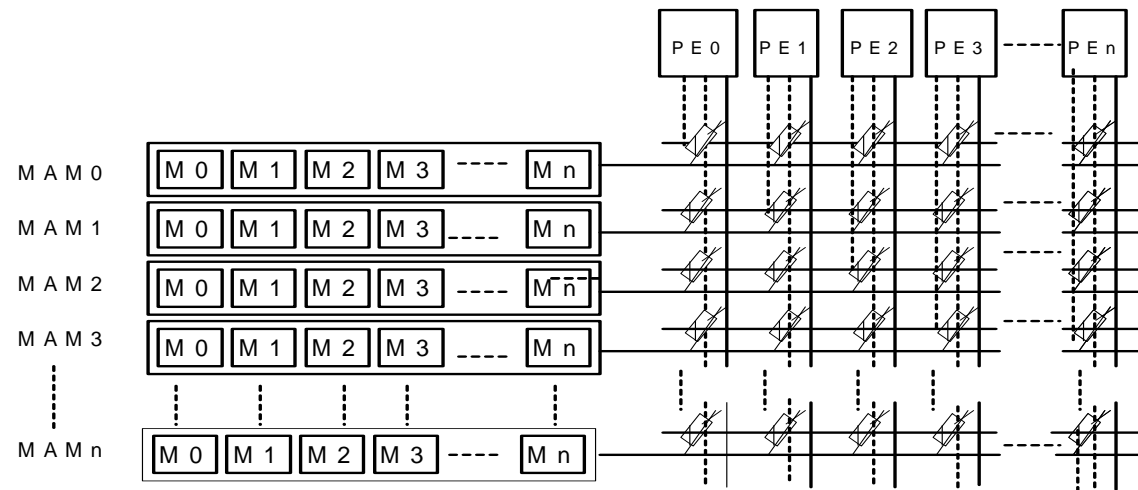 PE0 PE1 PE2 PE3 PEn
MAM0 M0 M1 M2 M3 Mn
MAM1 M0 M1 M2 M3 Mn
MAM2 M0 M1 M2 M3 Mn
MAM3 M0 M1 M2 M3 Mn
MAMn M0 M1 M2 M3 Mn